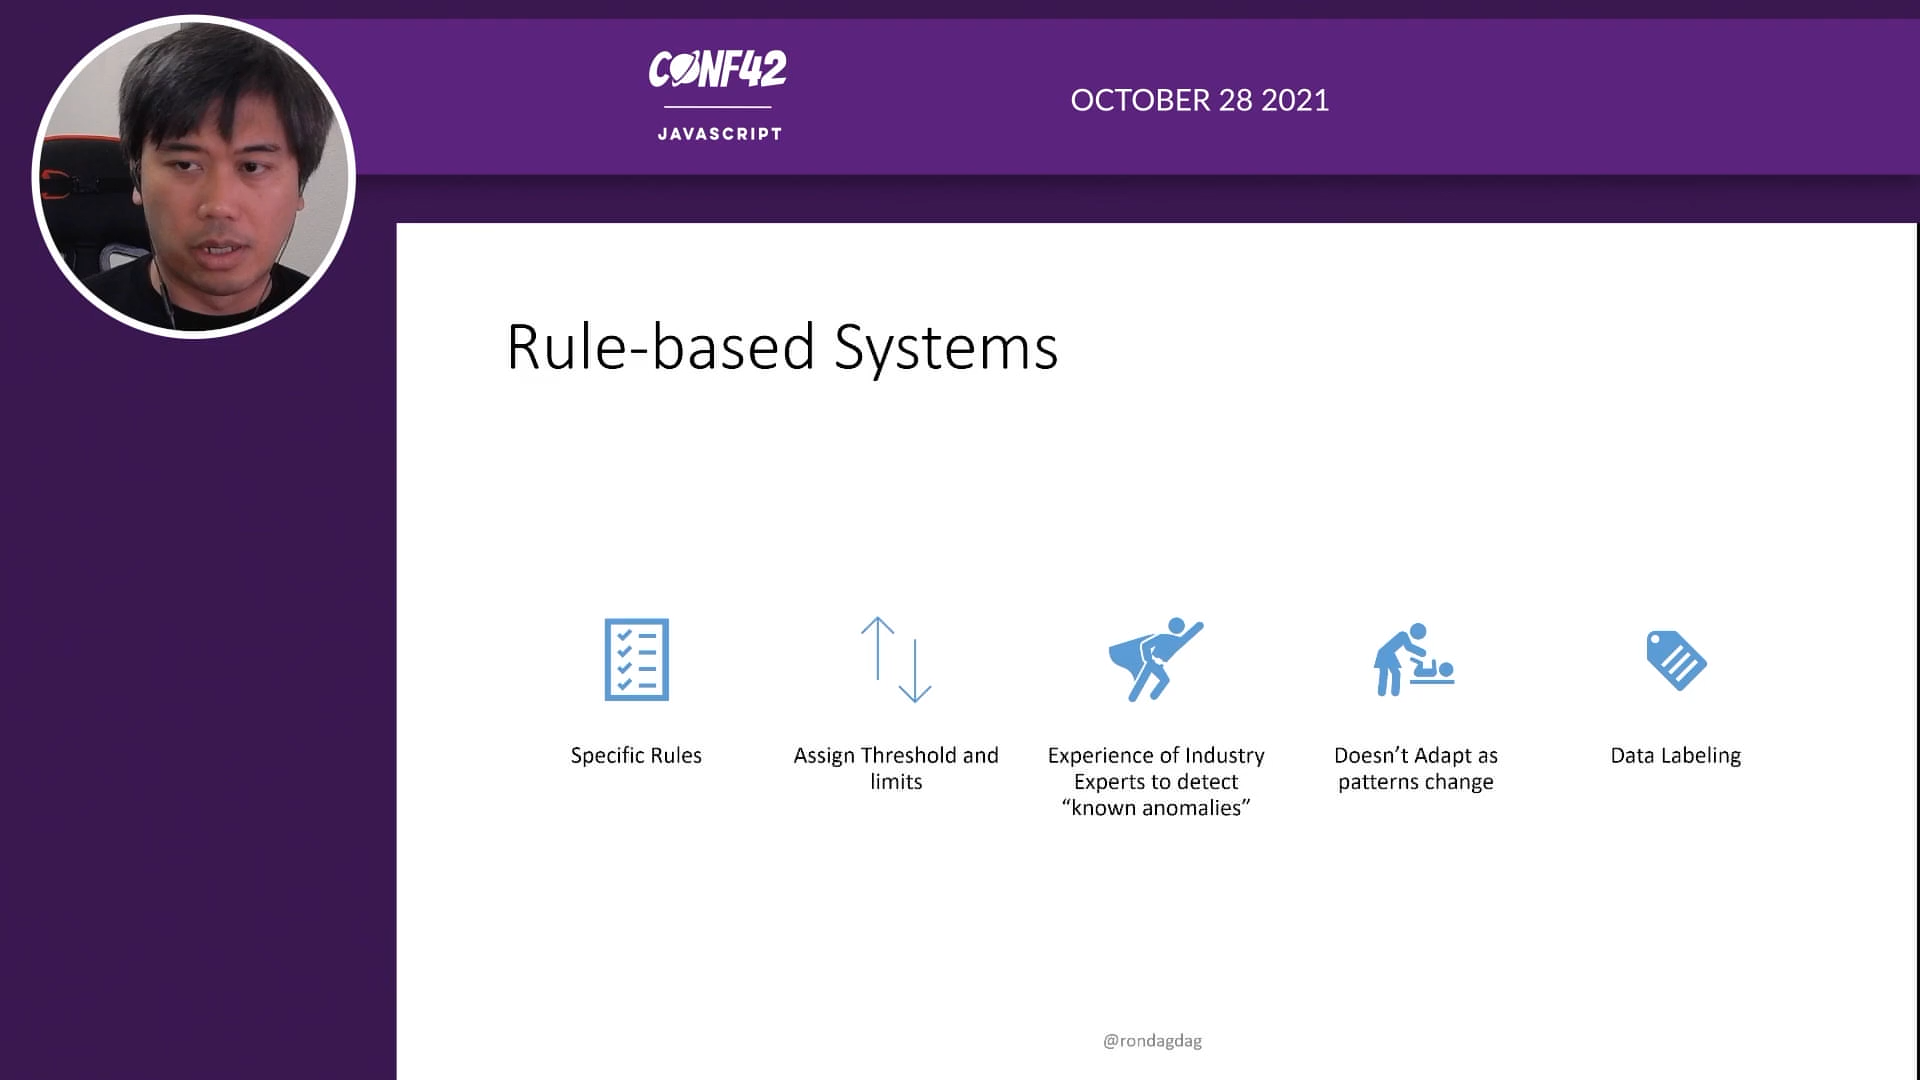 CONF42
JAVASCRIPT
OCTOBER 28 2021
Rule-based Systems
Specific Rules
Assign Threshold and
limits
Experience of Industry
Experts to detect
“known anomalies”
Doesn’t Adapt as
patterns change
Data Labeling
@rondagdag